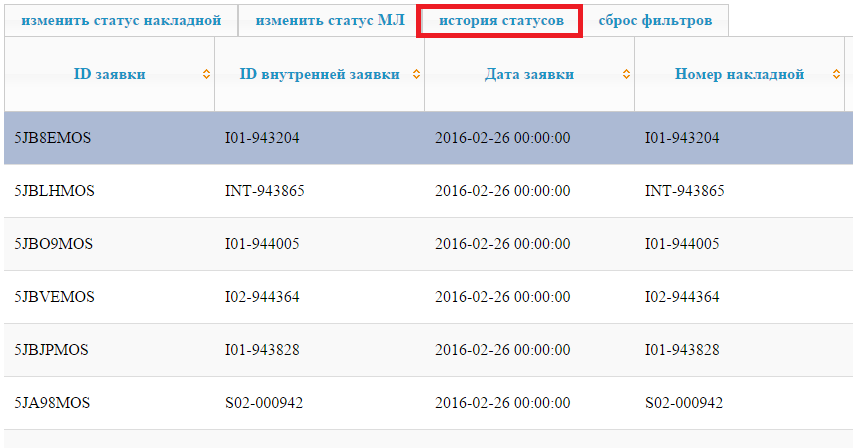 изменить статус накладной изменить статус МЛ история статусов сброс фильтров
ID заявки ID внутренней заявки Дата заявки Номер накладной
5JB8EMOS I01-943204 2016-02-26 00:00:00 I01-943204
5JBLHMOS INT-943865 2016-02-26 00:00:00 INT-943865
5JBO9MOS I01-944005 2016-02-26 00:00:00 I01-944005
5JBVEMOS I02-944364 2016-02-26 00:00:00 I02-944364
5JBJPMOS I01-943828 2016-02-26 00:00:00 I01-943828
5JA98MOS S02-000942 2016-02-26 00:00:00 S02-000942